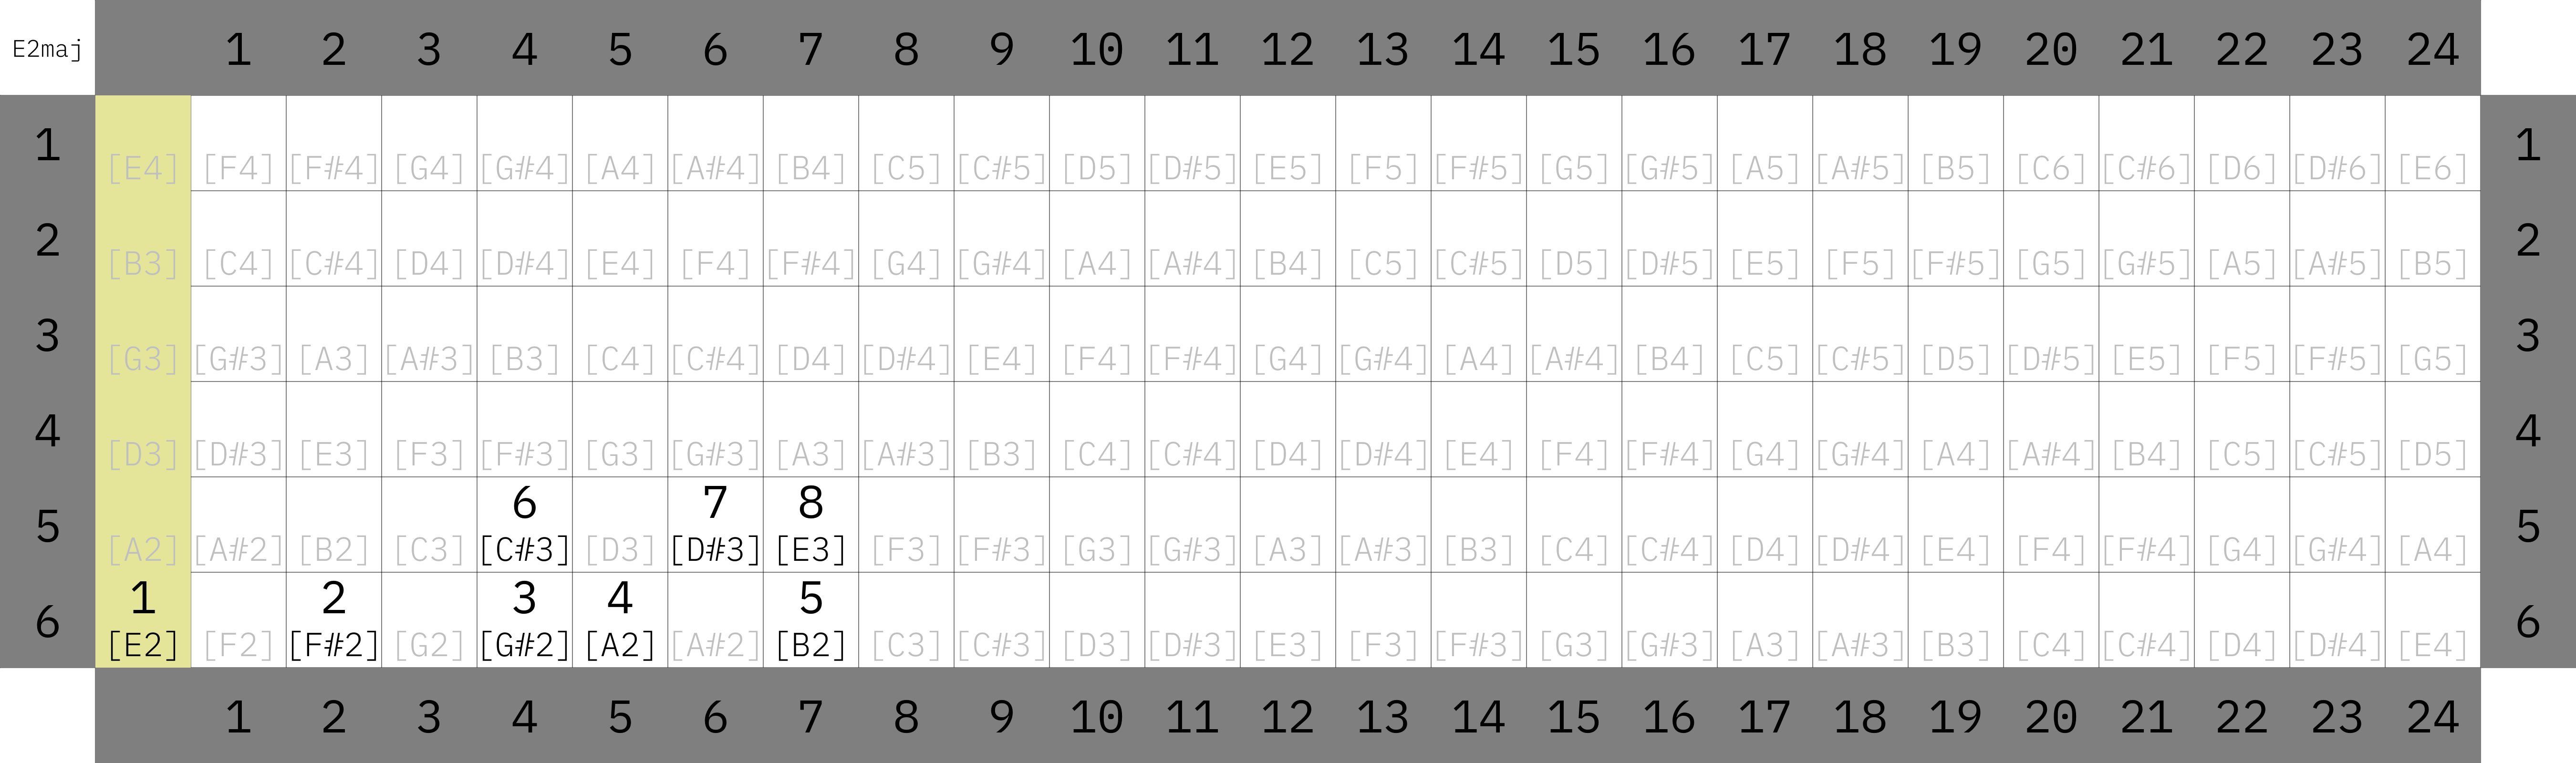 E2maj 1 2 3 4 5 6 7 8 9 10 11 12 13 14 15 16 17 18 19 20 21 22 23 24
1 [E4] [F4] [F#4] [G4] [G#4] [A4] [A#4] [B4] [C5] [C#5] [D5] [D#5] [E5] [F5] [F#5] [G5] [G#5] [A5] [A#5] [B5] [C6] [C#6] [D6] [D#6] [E6] 1
2 [B3] [C4] [C#4] [D4] [D#4] [E4] [F4] [F#4] [G4] [G#4] [A4] [A#4] [B4] [C5] [C#5] [D5] [D#5] [E5] [F5] [F#5] [G5] [G#5] [A5] [A#5] [B5] 2
3 [G3] [G#3] [A3] [A#3] [B3] [C4] [C#4] [D4] [D#4] [E4] [F4] [F#4] [G4] [G#4] [A4] [A#4] [B4] [C5] [C#5] [D5] [D#5] [E5] [F5] [F#5] [G5] 3
4 [D3] [D#3] [E3] [F3] [F#3] [G3] [G#3] [A3] [A#3] [B3] [C4] [C#4] [D4] [D#4] [E4] [F4] [F#4] [G4] [G#4] [A4] [A#4] [B4] [C5] [C#5] [D5] 4
6 7 8
5 [A2] [A#2] [B2] [C3] [C#3] [D3] [D#3] [E3] [F3] [F#3] [G3] [G#3] [A3] [A#3] [B3] [C4] [C#4] [D4] [D#4] [E4] [F4] [F#4] [G4] [G#4] [A4] 5
1 2 3 4 5
6 [E2] [F2] [F#2] [G2] [G#2] [A2] [A#2] [B2] [C3] [C#3] [D3] [D#3] [E3] [F3] [F#3] [G3] [G#3] [A3] [A#3] [B3] [C4] [C#4] [D4] [D#4] [E4] 6
1 2 3 4 5 6 7 8 9 10 11 12 13 14 15 16 17 18 19 20 21 22 23 24